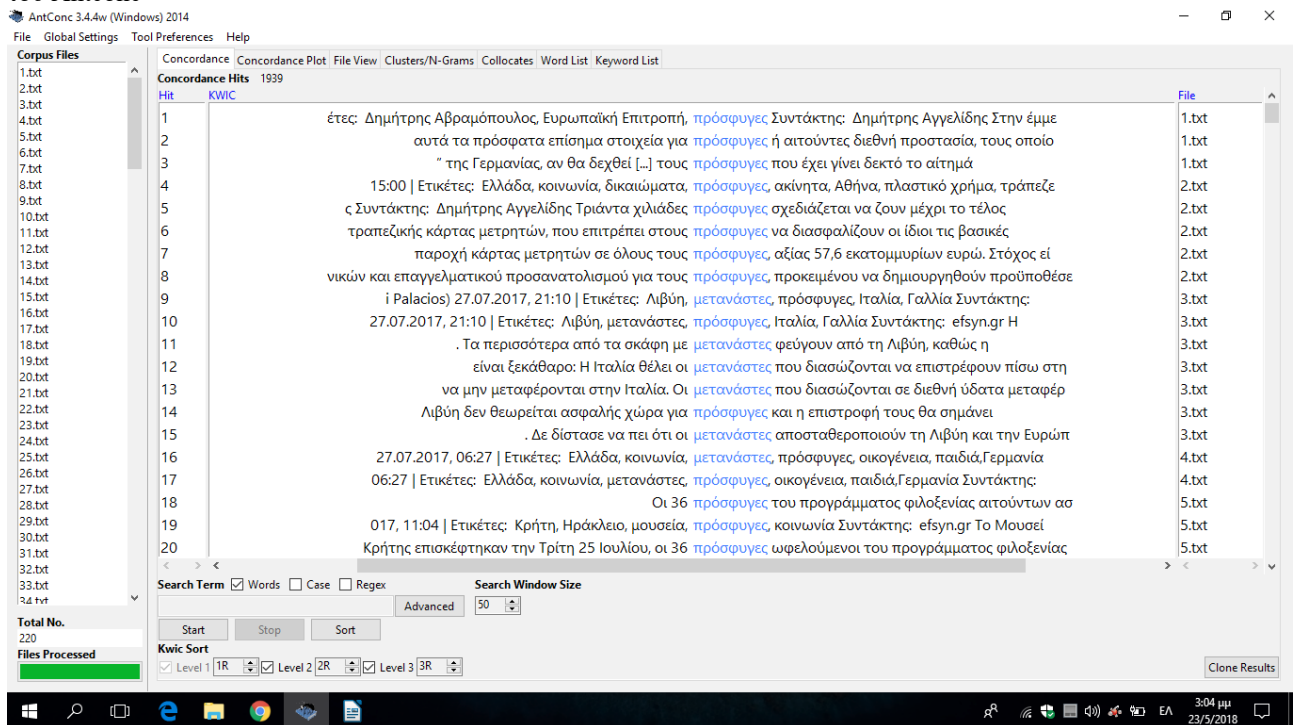 AntConc 3.4.4w (Windows) 2014
File Global Settings Tool Preferences Help
Corpus Files
1.txt
2.txt
3.txt
4.txt
5.txt
6.txt
7.txt
8.txt
9.txt
10.txt
11.txt
12.txt
13.txt
14.txt
15.txt
16.txt
17.txt
18.txt
19.txt
20.txt
21.txt
22.txt
23.txt
24.txt
25.txt
26.txt
27.txt
28.txt
29.txt
30.txt
31.txt
32.txt
33.txt
34.txt
Total No.
220
Files Processed
Concordance Concordance Plot File View Clusters/N-Grams Collocates Word List Keyword List
Concordance Hits 1939
Hit KWIC File
1 έτες: Δημήτρης Αβραμόπουλος, Ευρωπαϊκή Επιτροπή, πρόσφυγες Συντάκτης: Δημήτρης Αγγελίδης Στην έμμε 1.txt
2 αυτά τα πρόσφατα επίσημα στοιχεία για πρόσφυγες ή αιτούντες διεθνή προστασία, τους οποίο 1.txt
3 " της Γερμανίας, αν θα δεχθεί [...] τους πρόσφυγες που έχει γίνει δεκτό το αίτημά 1.txt
4 15:00 | Ετικέτες: Ελλάδα, κοινωνία, δικαιώματα, πρόσφυγες, ακίνητα, Αθήνα, πλαστικό χρήμα, τράπεζε 2.txt
5 ς Συντάκτης: Δημήτρης Αγγελίδης Τριάντα χιλιάδες πρόσφυγες σχεδιάζεται να ζουν μέχρι το τέλος 2.txt
6 τραπεζικής κάρτας μετρητών, που επιτρέπει στους πρόσφυγες να διασφαλίζουν οι ίδιοι τις βασικές 2.txt
7 παροχή κάρτας μετρητών σε όλους τους πρόσφυγες, αξίας 57,6 εκατομμυρίων ευρώ. Στόχος εί 2.txt
8 νικών και επαγγελματικού προσανατολισμού για τους πρόσφυγες, προκειμένου να δημιουργηθούν προϋποθέσε 2.txt
9 i Palacios) 27.07.2017, 21:10 | Ετικέτες: Λιβύη, μετανάστες, πρόσφυγες, Ιταλία, Γαλλία Συντάκτης: 3.txt
10 27.07.2017, 21:10 | Ετικέτες: Λιβύη, μετανάστες, πρόσφυγες, Ιταλία, Γαλλία Συντάκτης: efsyn.gr Η 3.txt
11 . Τα περισσότερα από τα σκάφη με μετανάστες φεύγουν από τη Λιβύη, καθώς η 3.txt
12 είναι ξεκάθαρο: Η Ιταλία θέλει οι μετανάστες που διασώζονται να επιστρέφουν πίσω στη 3.txt
13 να μην μεταφέρονται στην Ιταλία. Οι μετανάστες που διασώζονται σε διεθνή ύδατα μεταφέρ 3.txt
14 Λιβύη δεν θεωρείται ασφαλής χώρα για πρόσφυγες και η επιστροφή τους θα σημάνει 3.txt
15 . Δε δίστασε να πει ότι οι μετανάστες αποσταθεροποιούν τη Λιβύη και την Ευρώπ 3.txt
16 27.07.2017, 06:27 | Ετικέτες: Ελλάδα, κοινωνία, μετανάστες, πρόσφυγες, οικογένεια, παιδιά,Γερμανία 4.txt
17 06:27 | Ετικέτες: Ελλάδα, κοινωνία, μετανάστες, πρόσφυγες, οικογένεια, παιδιά,Γερμανία Συντάκτης: 4.txt
18 Οι 36 πρόσφυγες του προγράμματος φιλοξενίας αιτούντων ασ 5.txt
19 017, 11:04 | Ετικέτες: Κρήτη, Ηράκλειο, μουσεία, πρόσφυγες, κοινωνία Συντάκτης: efsyn.gr Το Μουσεί 5.txt
20 Κρήτης επισκέφτηκαν την Τρίτη 25 Ιουλίου, οι 36 πρόσφυγες ωφελούμενοι του προγράμματος φιλοξενίας 5.txt
Search Term Words Case Regex Search Window Size
Advanced 50
Start Stop Sort
Kwic Sort
Level 1 1R Level 2 2R Level 3 3R Clone Results
ΕΛ 3:04 μμ
23/5/2018